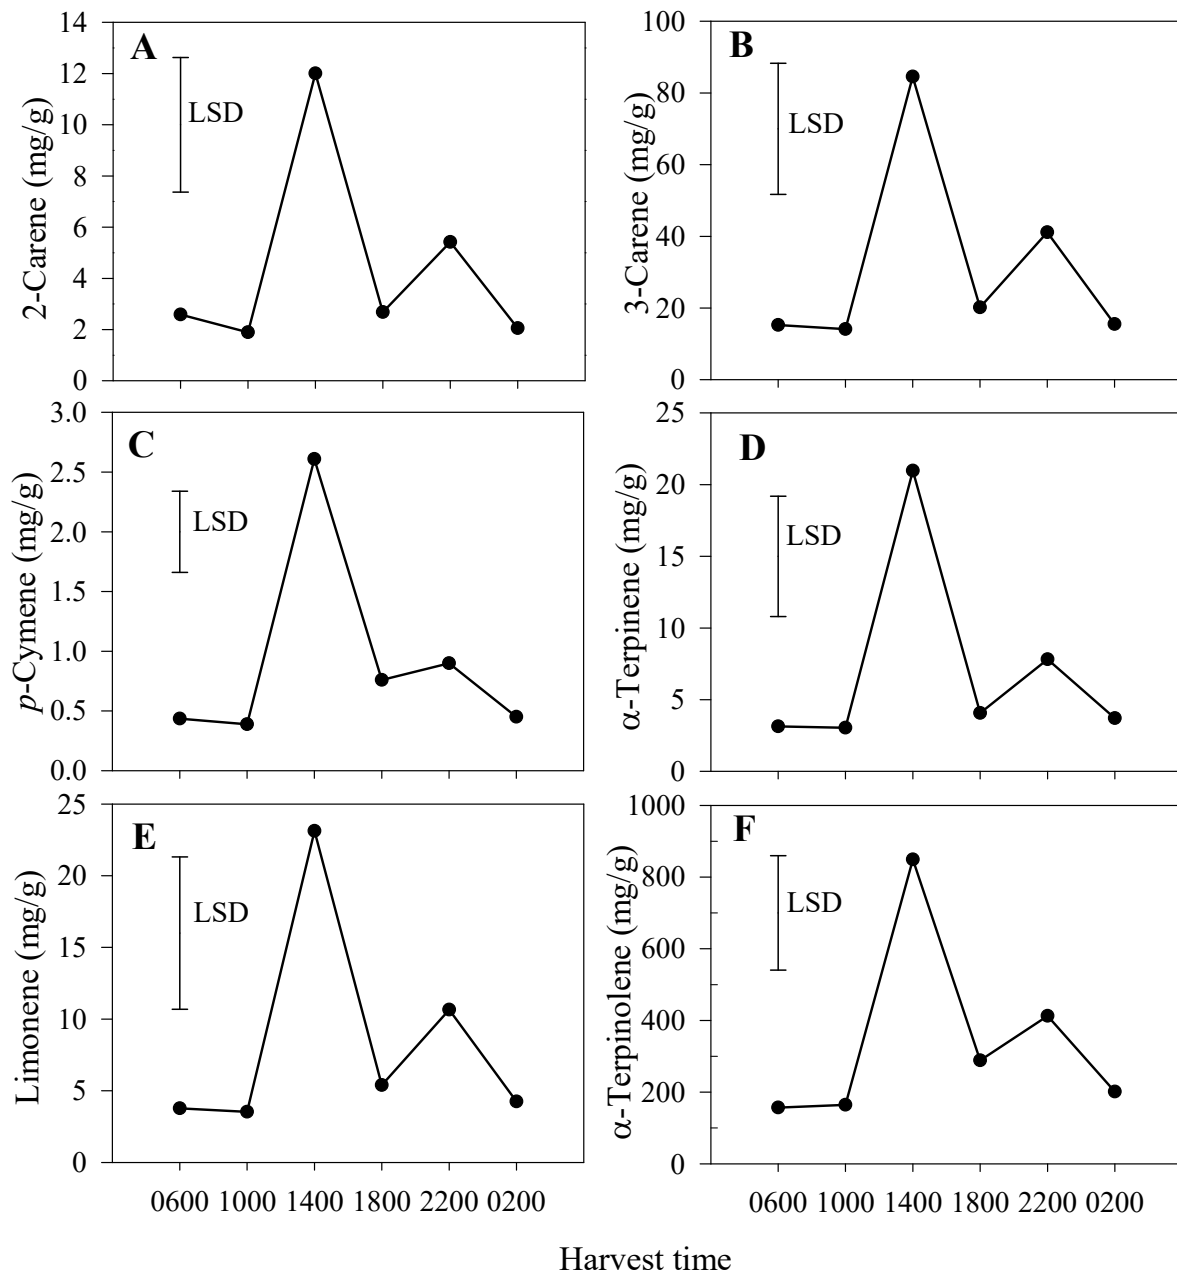 A
2-Carene (mg/g)
14
12
10
8
6
4
2
0
LSD
B
3-Carene (mg/g)
100
80
60
40
20
0
LSD
C
p-Cymene (mg/g)
3.0
2.5
2.0
1.5
1.0
0.5
0.0
LSD
D
α-Terpinene (mg/g)
25
20
15
10
5
0
LSD
E
Limonene (mg/g)
25
20
15
10
5
0
LSD
0600 1000 1400 1800 2200 0200
F
α-Terpinolene (mg/g)
1000
800
600
400
200
0
LSD
0600 1000 1400 1800 2200 0200
Harvest time